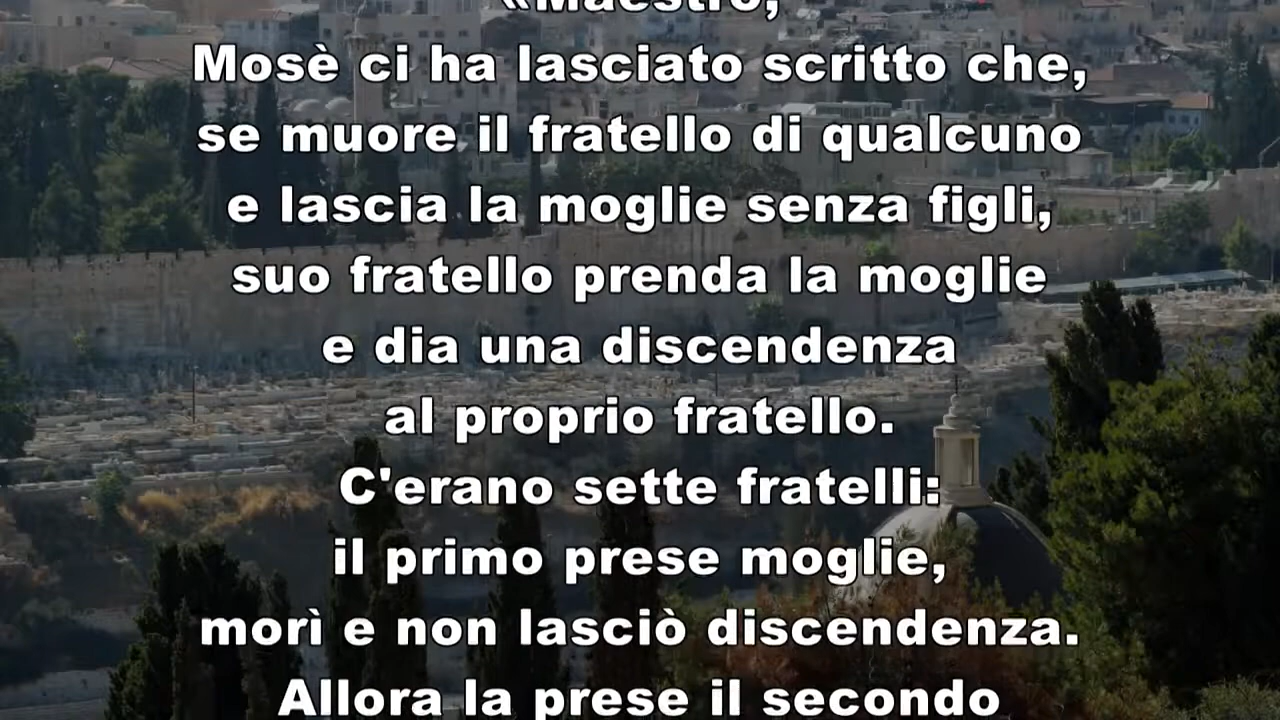 «Maestro,
Mosè ci ha lasciato scritto che,
se muore il fratello di qualcuno
e lascia la moglie senza figli,
suo fratello prenda la moglie
e dia una discendenza
al proprio fratello.
C'erano sette fratelli:
il primo prese moglie,
morì e non lasciò discendenza.
Allora la prese il secondo